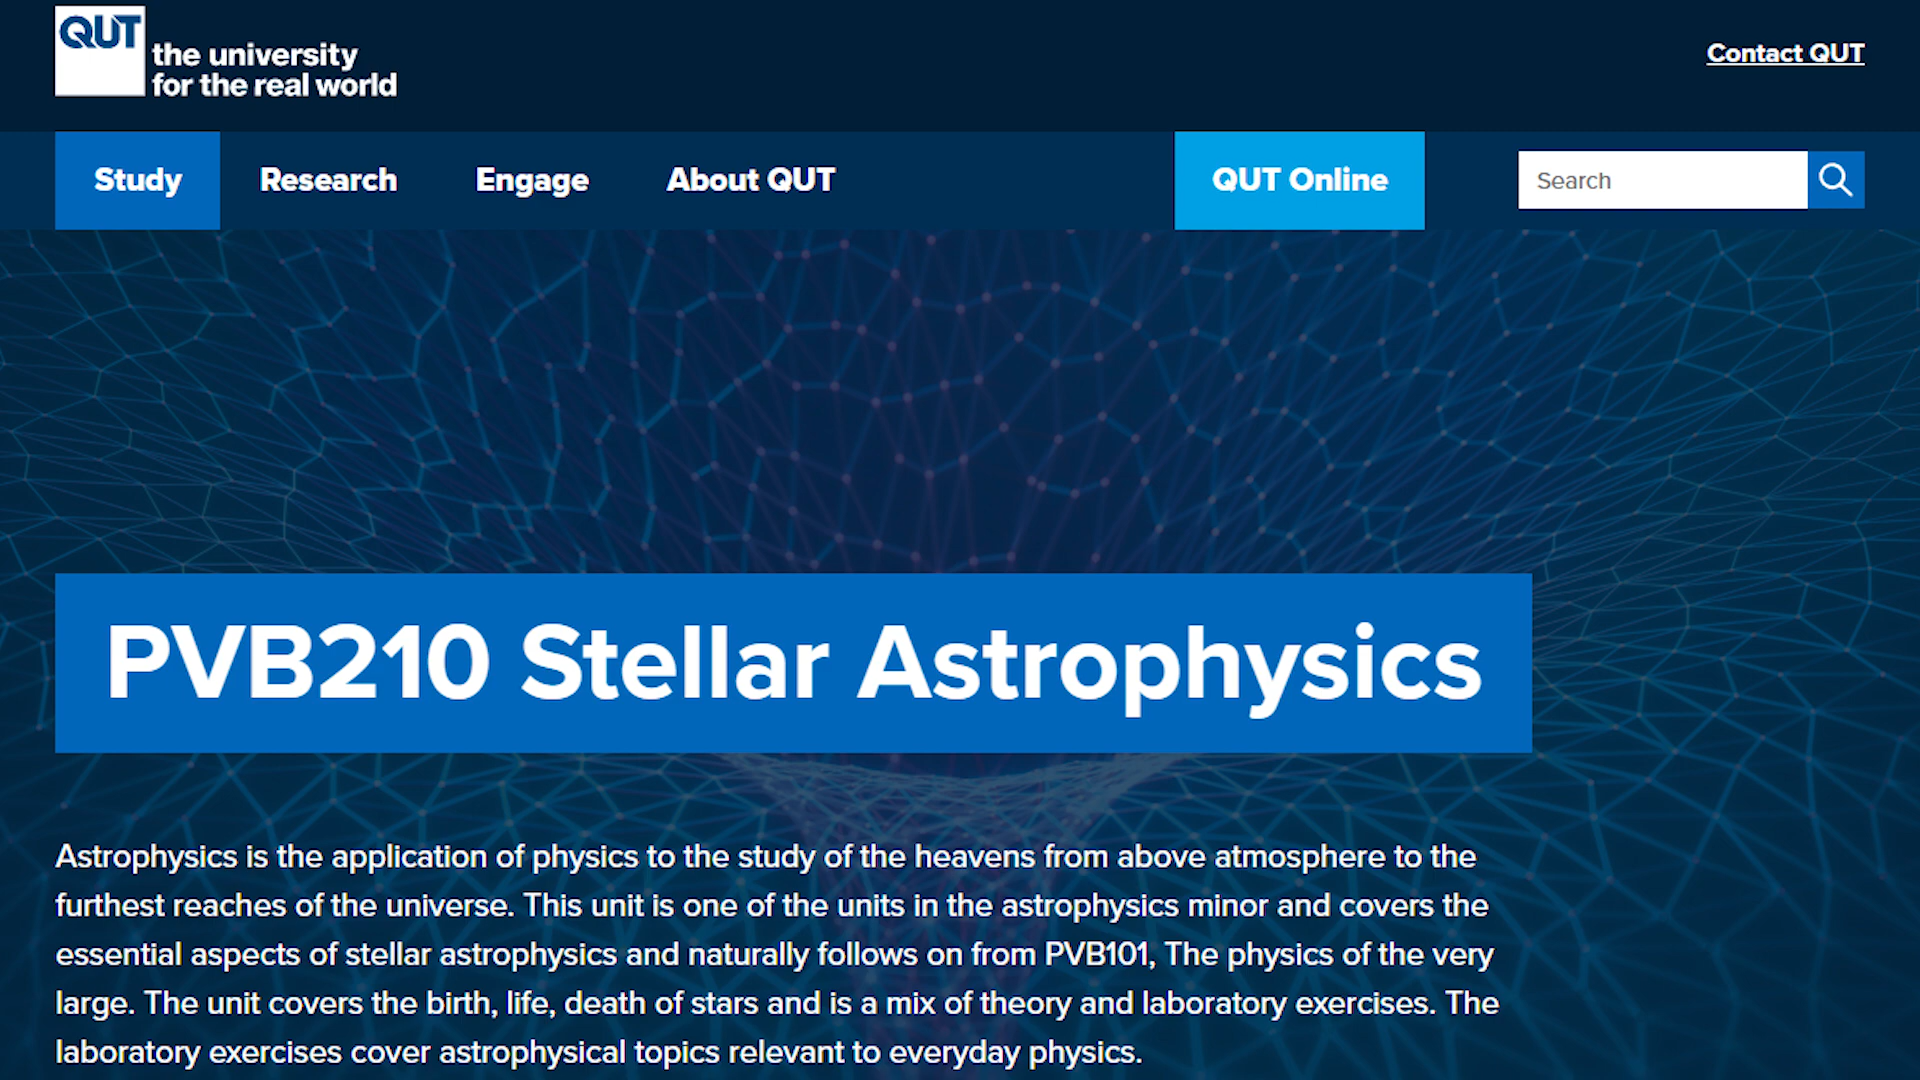 QUT
the university
for the real world
Contact QUT
Study
Research
Engage
About QUT
QUT Online
Search
PVB210 Stellar Astrophysics
Astrophysics is the application of physics to the study of the heavens from above atmosphere to the
furthest reaches of the universe. This unit is one of the units in the astrophysics minor and covers the
essential aspects of stellar astrophysics and naturally follows on from PVB101, The physics of the very
large. The unit covers the birth, life, death of stars and is a mix of theory and laboratory exercises. The
laboratory exercises cover astrophysical topics relevant to everyday physics.